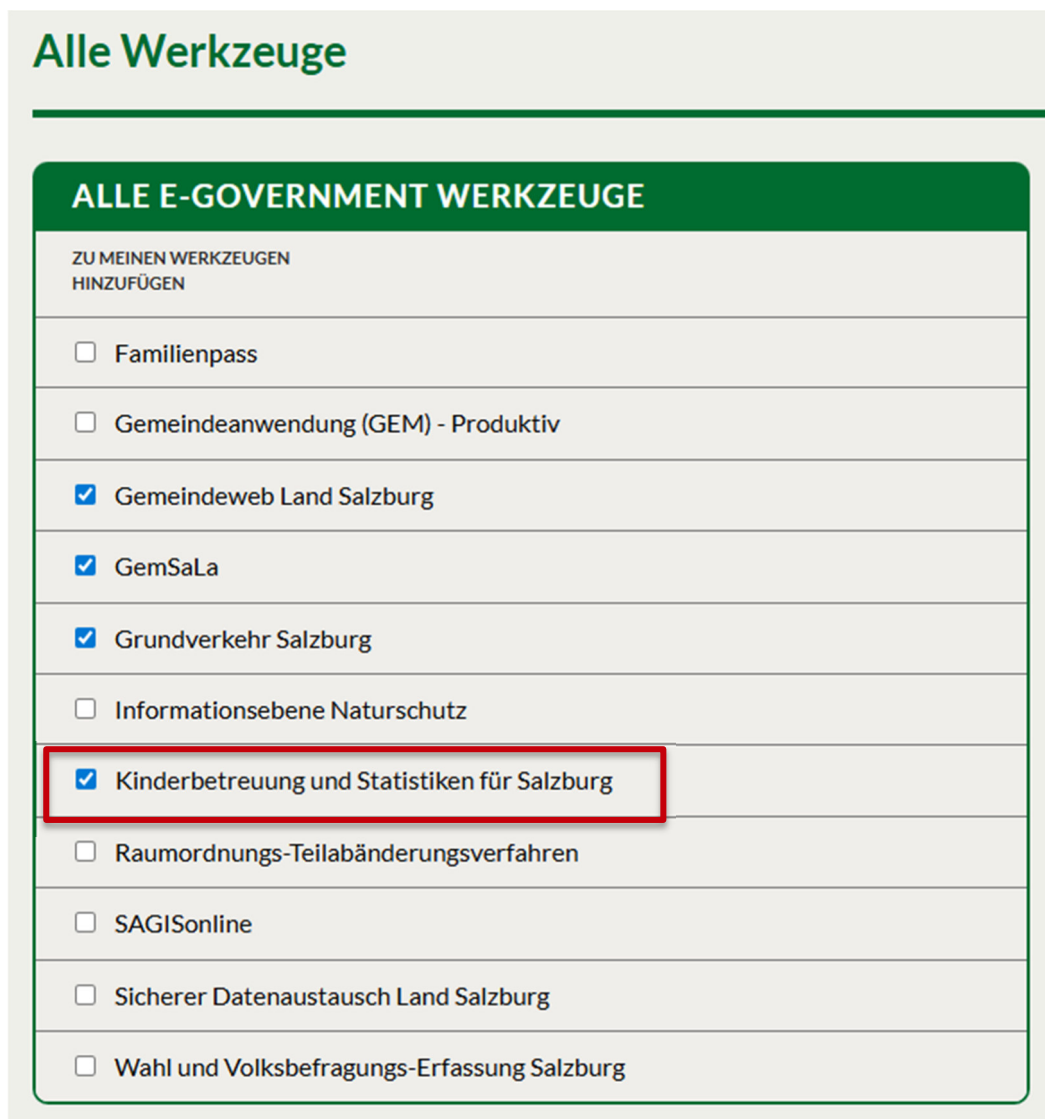 Alle Werkzeuge
ALLE E-GOVERNMENT WERKZEUGE
ZU MEINEN WERKZEUGEN
HINZUFÜGEN
Familienpass
Gemeindeanwendung (GEM) - Produktiv
Gemeindeweb Land Salzburg
GemSaLa
Grundverkehr Salzburg
Informationsebene Naturschutz
Kinderbetreuung und Statistiken für Salzburg
Raumordnungs-Teilabänderungsverfahren
SAGISonline
Sicherer Datenaustausch Land Salzburg
Wahl und Volksbefragungs-Erfassung Salzburg